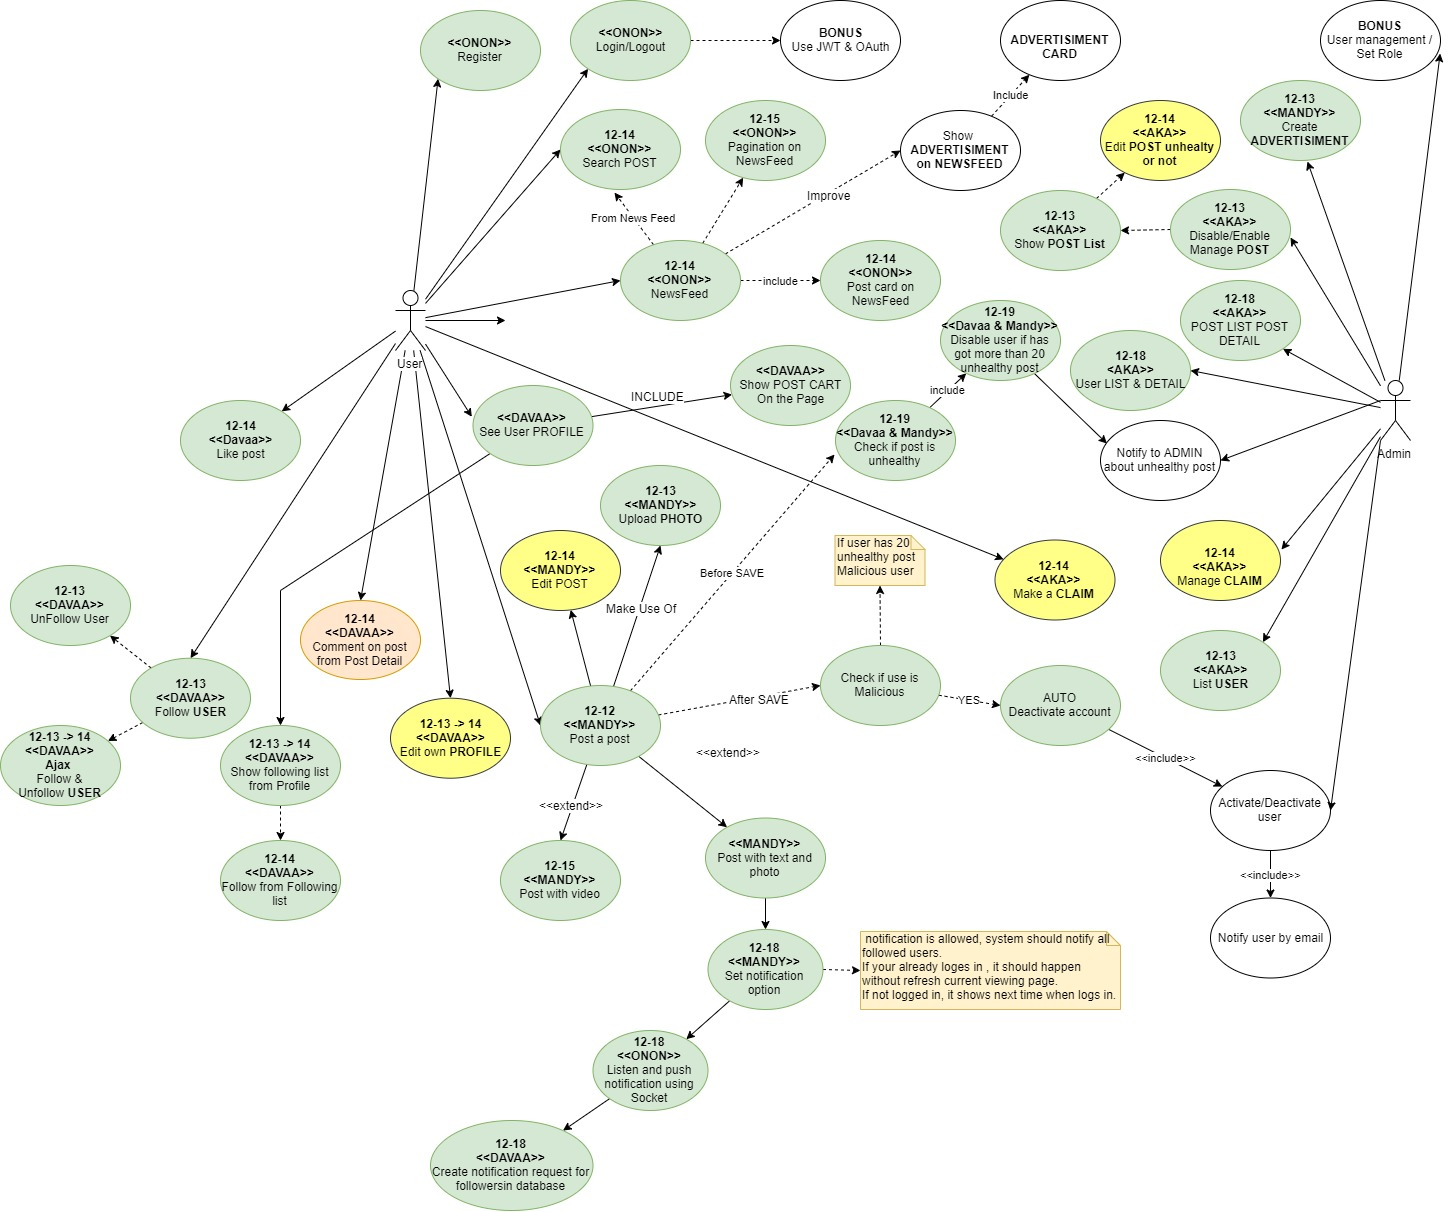 <<ONON>>
Register
<<ONON>>
Login/Logout
BONUS
Use JWT & OAuth
ADVERTISIMENT
CARD
BONUS
User management /
Set Role
12-14
<<ONON>>
Search POST
12-15
<<ONON>>
Pagination on
NewsFeed
Show
ADVERTISIMENT
on NEWSFEED
Include
12-14
<<AKA>>
Edit POST unhealty
or not
12-13
<<MANDY>>
Create
ADVERTISIMENT
From News Feed
Improve
12-13
<<AKA>>
Show POST List
12-13
<<AKA>>
Disable/Enable
Manage POST
12-14
<<ONON>>
NewsFeed
include
12-14
<<ONON>>
Post card on
NewsFeed
12-18
<<AKA>>
POST LIST POST
DETAIL
12-19
<<Davaa & Mandy>>
Disable user if has
got more than 20
unhealthy post
12-18
<AKA>>
User LIST & DETAIL
User
<<DAVAA>>
Show POST CART
On the Page
INCLUDE
include
12-14
<<Davaa>>
Like post
<<DAVAA>>
See User PROFILE
12-19
<<Davaa & Mandy>>
Check if post is
unhealthy
Notify to ADMIN
about unhealthy post
Admin
12-13
<<MANDY>>
Upload PHOTO
12-14
<<MANDY>>
Edit POST
Before SAVE
If user has 20
unhealthy post
Malicious user
12-14
<<AKA>>
Make a CLAIM
12-14
<<AKA>>
Manage CLAIM
12-13
<<DAVAA>>
UnFollow User
12-14
<<DAVAA>>
Comment on post
from Post Detail
Make Use Of
12-13
<<AKA>>
List USER
12-13
<<DAVAA>>
Follow USER
Check if use is
Malicious
YES
AUTO
Deactivate account
After SAVE
12-12
<<MANDY>>
Post a post
12-13 -> 14
<<DAVAA>>
Edit own PROFILE
12-13 -> 14
<<DAVAA>>
Ajax
Follow &
Unfollow USER
12-13 -> 14
<<DAVAA>>
Show following list
from Profile
<<extend>>
<<include>>
<<extend>>
Activate/Deactivate
user
12-14
<<DAVAA>>
Follow from Following
list
12-15
<<MANDY>>
Post with video
<<MANDY>>
Post with text and
photo
<<include>>
Notify user by email
12-18
<<MANDY>>
Set notification
option
notification is allowed, system should notify all
followed users.
If your already loges in , it should happen
without refresh current viewing page.
If not logged in, it shows next time when logs in.
12-18
<<ONON>>
Listen and push
notification using
Socket
12-18
<<DAVAA>>
Create notification request for
followersin database